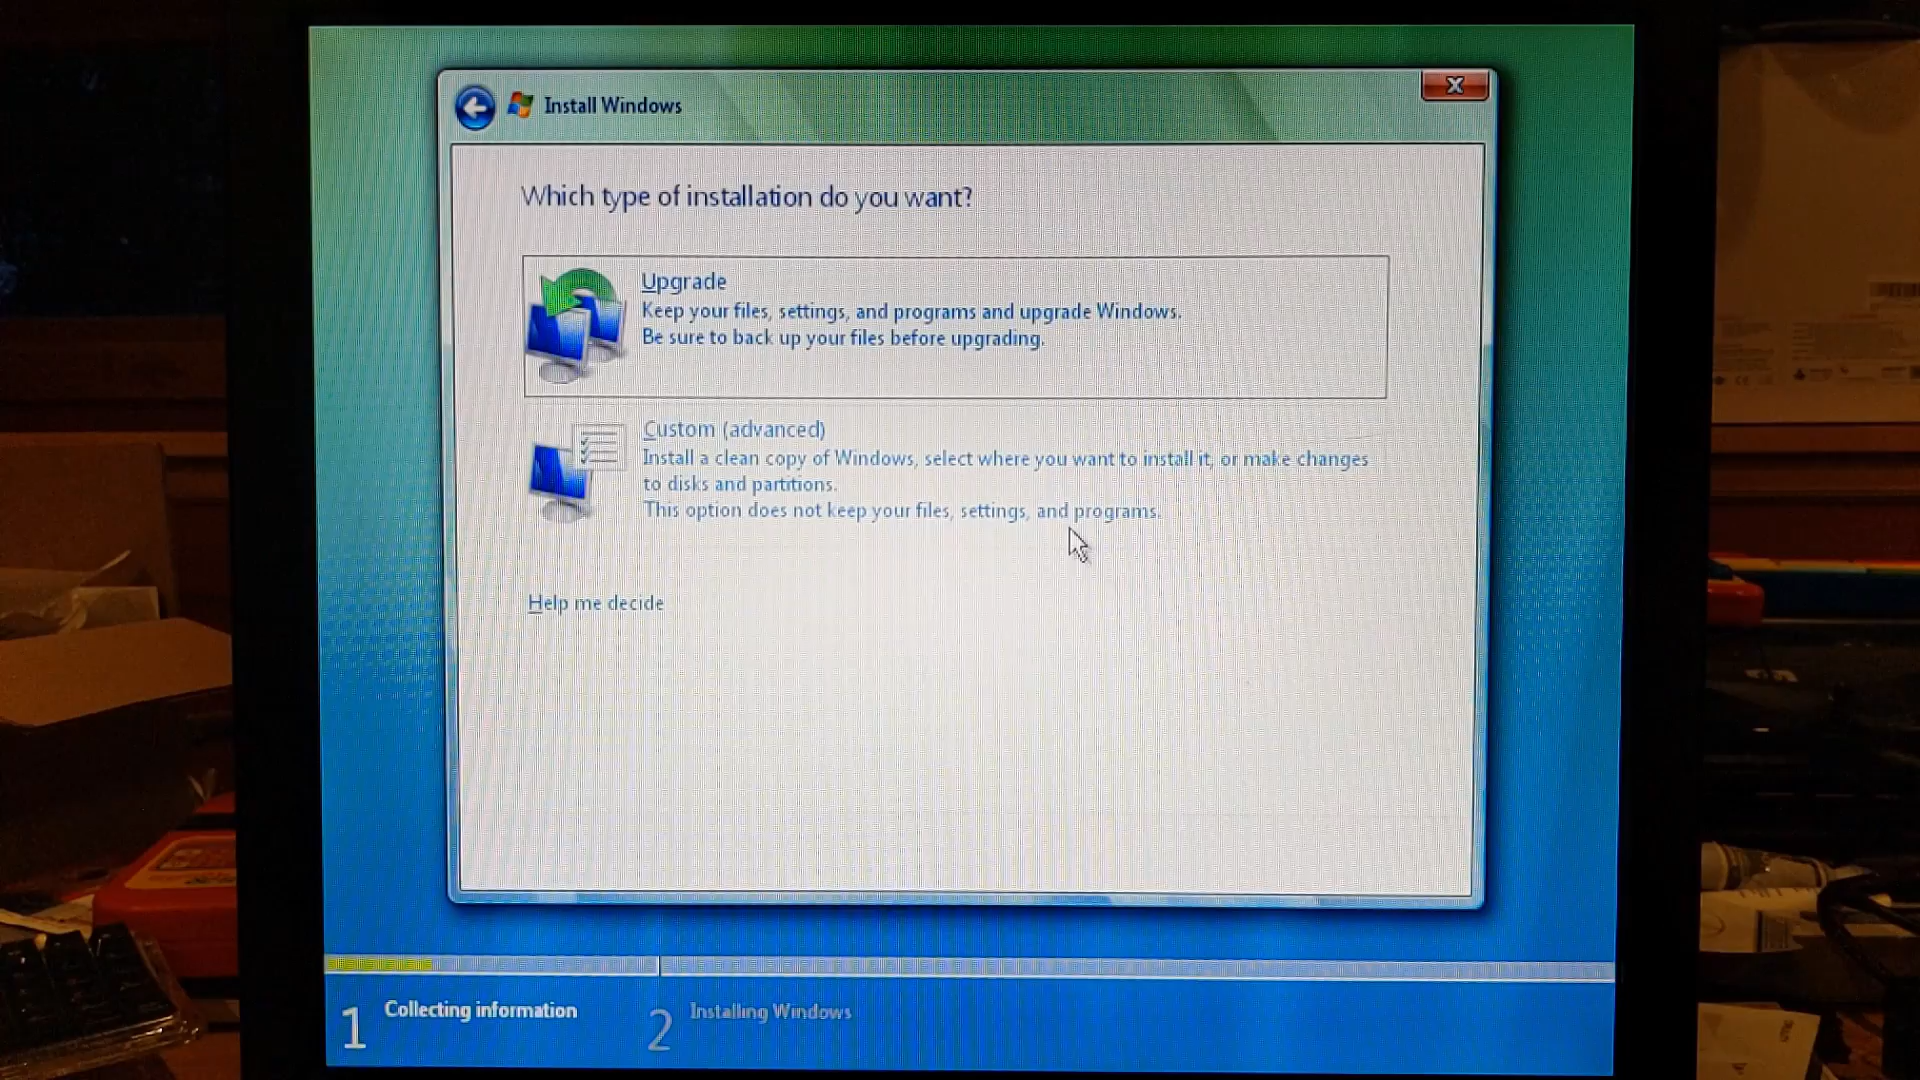 Install Windows
Which type of installation do you want?
Upgrade
Keep your files, settings, and programs and upgrade Windows.
Be sure to back up your files before upgrading.
Custom (advanced)
Install a clean copy of Windows, select where you want to install it, or make changes
to disks and partitions.
This option does not keep your files, settings, and programs.
Help me decide
1 Collecting information
2 Installing Windows